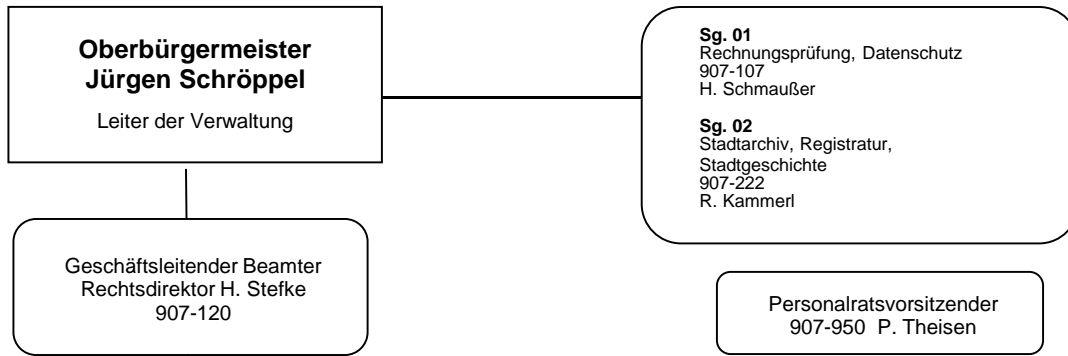 Oberbürgermeister
Jürgen Schröppel
Leiter der Verwaltung
Sg. 01
Rechnungsprüfung, Datenschutz
907-107
H. Schmaußer
Sg. 02
Stadtarchiv, Registratur,
Stadtgeschichte
907-222
R. Kammerl
Geschäftsleitender Beamter
Rechtsdirektor H. Stefke
907-120
Personalratsvorsitzender
907-950 P. Theisen